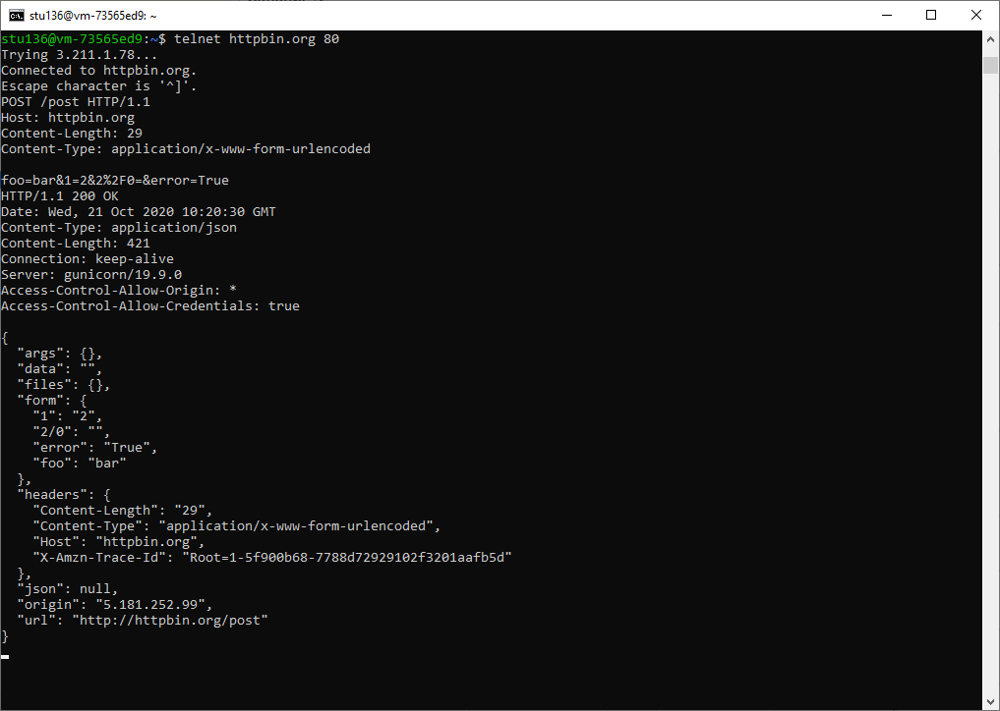 stu136@vm-73565ed9: ~
stu136@vm-73565ed9:~$ telnet httpbin.org 80
Trying 3.211.1.78...
Connected to httpbin.org.
Escape character is '^]'.
POST /post HTTP/1.1
Host: httpbin.org
Content-Length: 29
Content-Type: application/x-www-form-urlencoded

foo=bar&1=2&2%2F0=&error=True
HTTP/1.1 200 OK
Date: Wed, 21 Oct 2020 10:20:30 GMT
Content-Type: application/json
Content-Length: 421
Connection: keep-alive
Server: gunicorn/19.9.0
Access-Control-Allow-Origin: *
Access-Control-Allow-Credentials: true

{
  "args": {},
  "data": "",
  "files": {},
  "form": {
    "1": "2",
    "2/0": "",
    "error": "True",
    "foo": "bar"
  },
  "headers": {
    "Content-Length": "29",
    "Content-Type": "application/x-www-form-urlencoded",
    "Host": "httpbin.org",
    "X-Amzn-Trace-Id": "Root=1-5f900b68-7788d72929102f3201aafb5d"
  },
  "json": null,
  "origin": "5.181.252.99",
  "url": "http://httpbin.org/post"
}